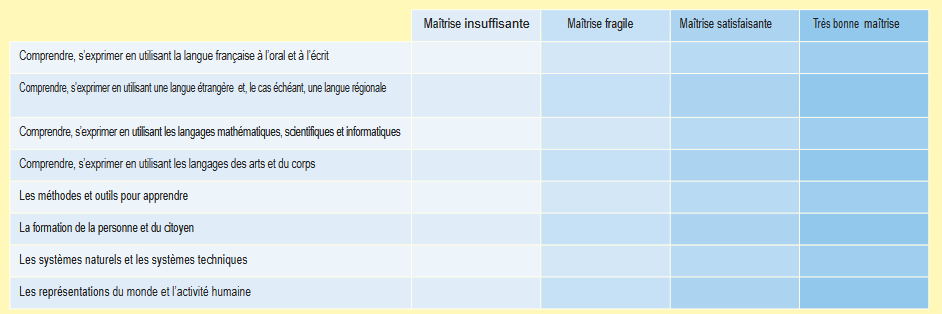 Maîtrise insuffisante Maîtrise fragile Maîtrise satisfaisante Très bonne maîtrise
Comprendre, s’exprimer en utilisant la langue française à l’oral et à l’écrit
Comprendre, s’exprimer en utilisant une langue étrangère et, le cas échéant, une langue régionale
Comprendre, s’exprimer en utilisant les langages mathématiques, scientifiques et informatiques
Comprendre, s’exprimer en utilisant les langages des arts et du corps
Les méthodes et outils pour apprendre
La formation de la personne et du citoyen
Les systèmes naturels et les systèmes techniques
Les représentations du monde et l’activité humaine